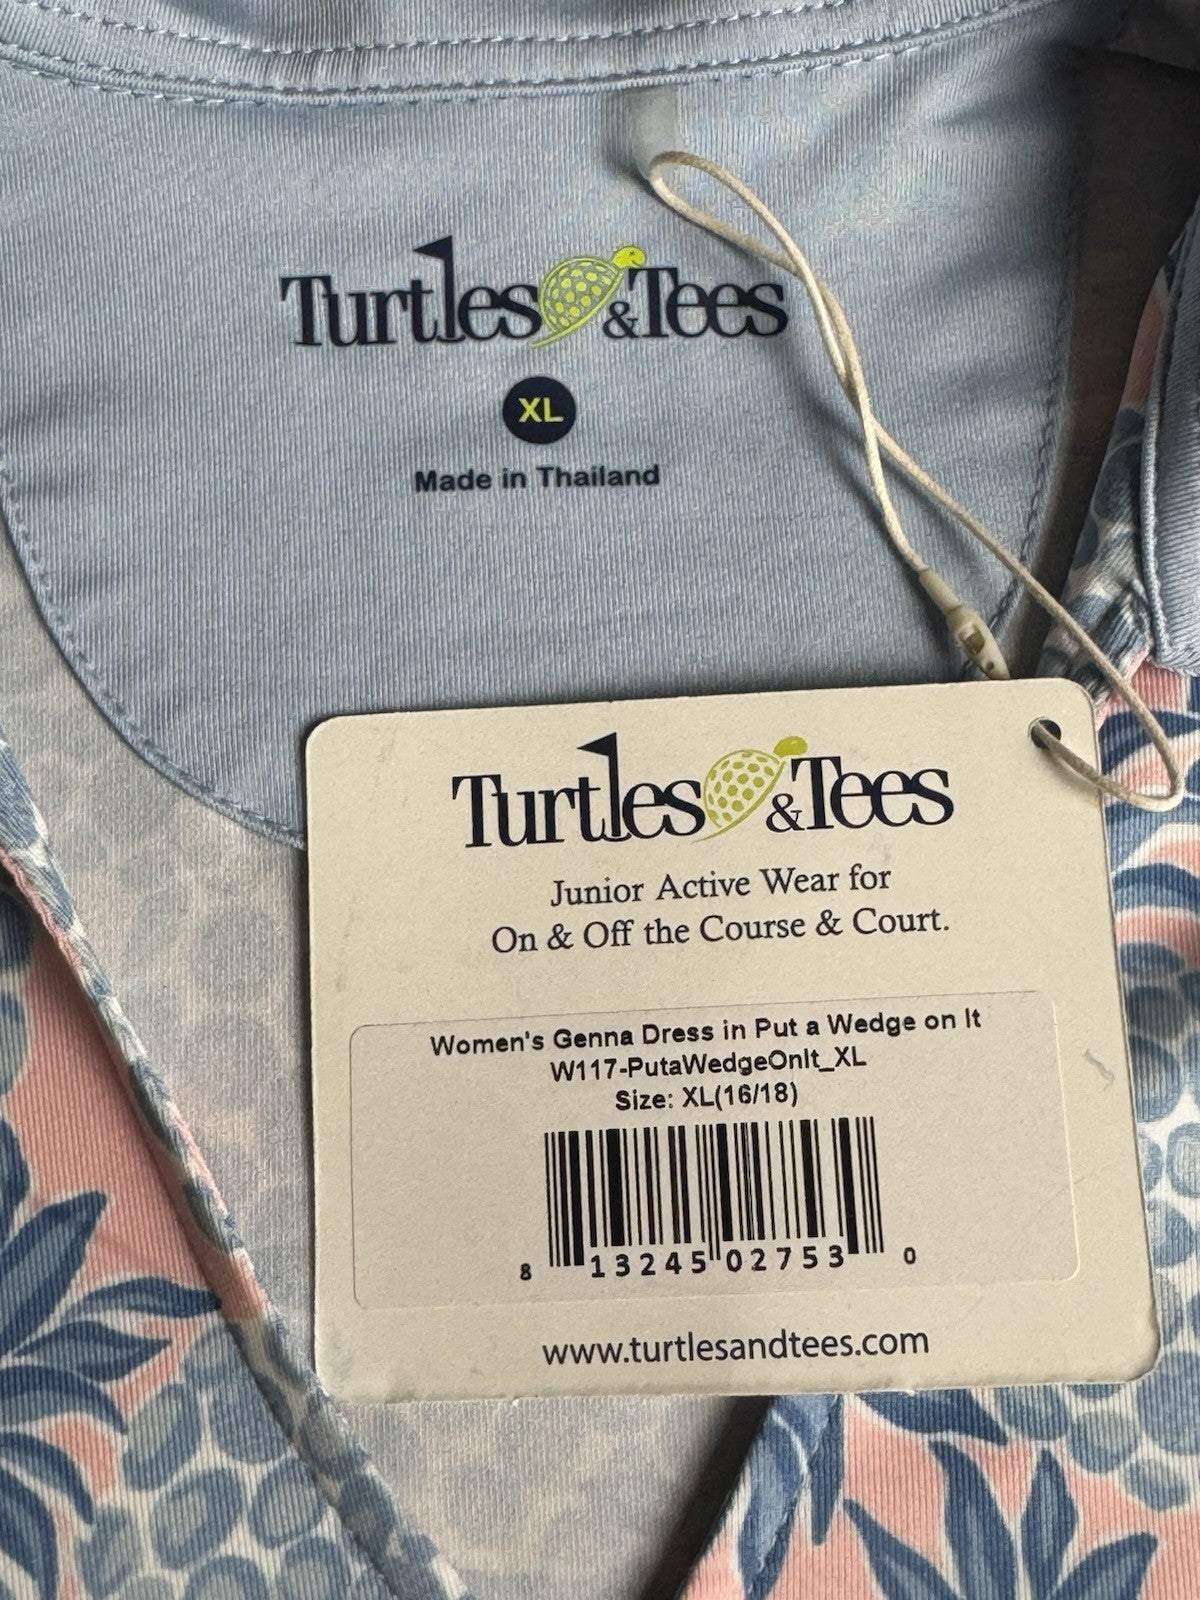 Turtles & Tees
XL
Made in Thailand
Turtles & Tees
Junior Active Wear for
On & Off the Course & Court.
Women's Genna Dress in Put a Wedge on It
W117-PutaWedgeOnIt_XL
Size: XL(16/18)
8 13245 02753 0
www.turtlesandtees.com